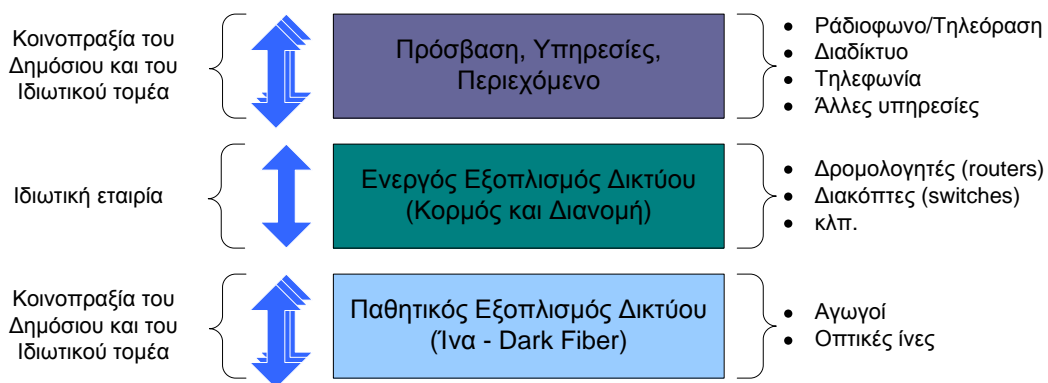 Κοινοπραξία του
Δημόσιου και του
Ιδιωτικού τομέα
Πρόσβαση, Υπηρεσίες,
Περιεχόμενο
• Ράδιοφωνο/Τηλεόραση
• Διαδίκτυο
• Τηλεφωνία
• Άλλες υπηρεσίες
Ιδιωτική εταιρία
Ενεργός Εξοπλισμός Δικτύου
(Κορμός και Διανομή)
• Δρομολογητές (routers)
• Διακόπτες (switches)
• κλπ.
Κοινοπραξία του
Δημόσιου και του
Ιδιωτικού τομέα
Παθητικός Εξοπλισμός Δικτύου
(Ίνα - Dark Fiber)
• Αγωγοί
• Οπτικές ίνες